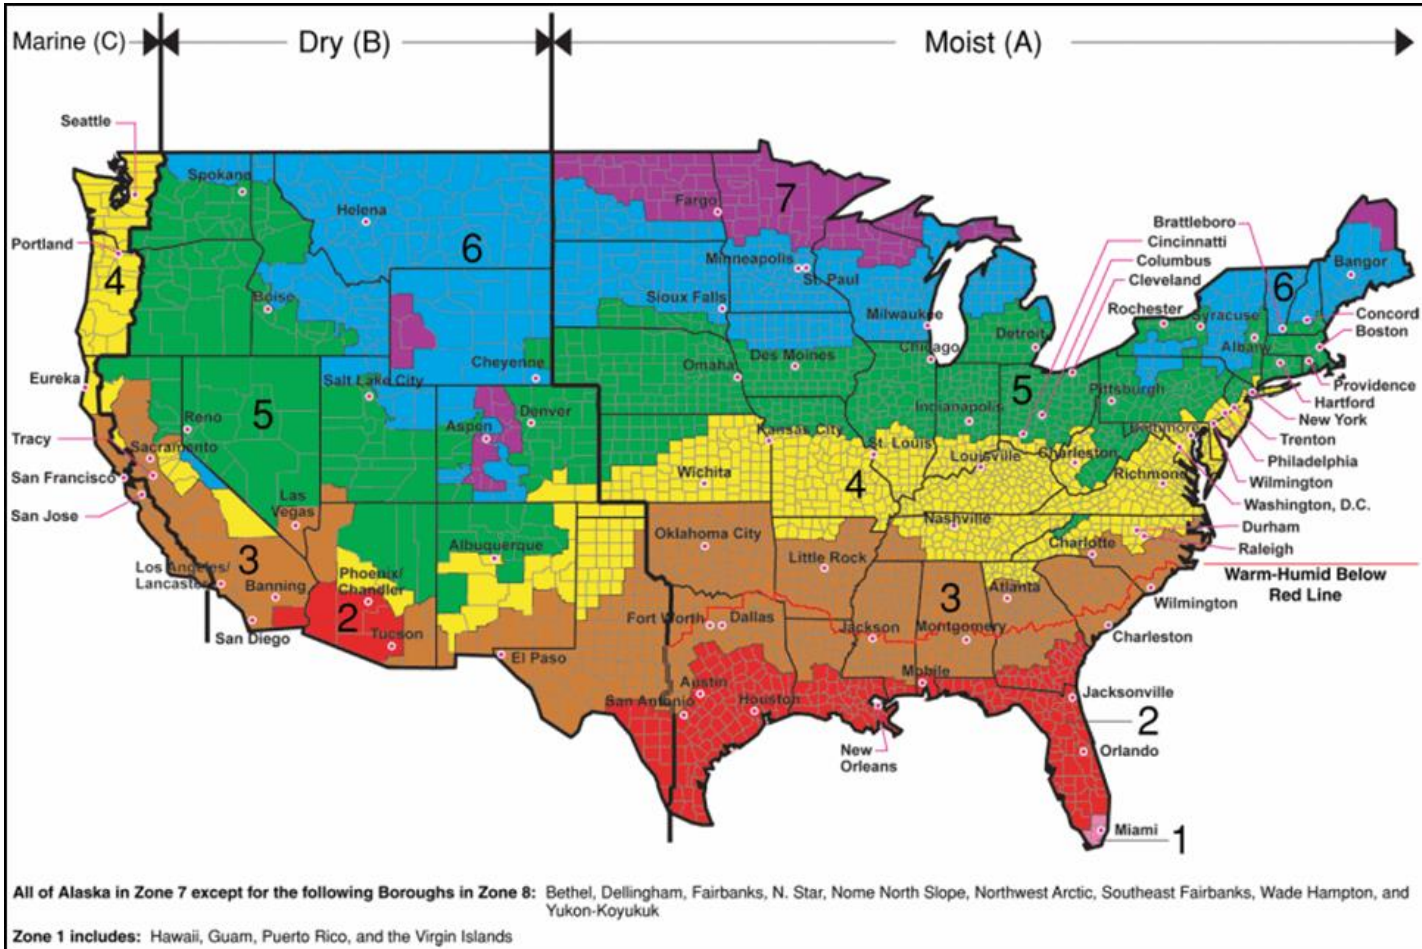 Marine (C)
Dry (B)
Moist (A)
Seattle
Spokane
Helena
Fargo
7
6
Portland
4
Minneapolis
St. Paul
Boise
Sioux Falls
Milwaukee
Brattleboro
Cincinnatti
Columbus
Cleveland
Rochester
Syracuse
6
Bangor
Concord
Boston
Albany
Detroit
Chicago
Cheyenne
Omaha
Des Moines
Eureka
Salt Lake City
Providence
Hartford
New York
Trenton
Philadelphia
Wilmington
Washington, D.C.
Pittsburgh
5
Indianapolis
Reno
5
Aspen
Denver
Tracy
Sacramento
Kansas City
St. Louis
Louisville
Charleston
Baltimore
Richmond
San Francisco
Wichita
4
San Jose
Las
Vegas
Nashville
Durham
Raleigh
Oklahoma City
Charlotte
Albuquerque
Little Rock
3
Los Angeles/
Lancaster
Banning
Phoenix/
Chandler
2
Atlanta
3
Warm-Humid Below
Red Line
Wilmington
Fort Worth
Dallas
Jackson
Montgomery
Charleston
San Diego
Tucson
El Paso
Mobile
Austin
San Antonio
Houston
Jacksonville
2
New
Orleans
Orlando
Miami
1
All of Alaska in Zone 7 except for the following Boroughs in Zone 8: Bethel, Dellingham, Fairbanks, N. Star, Nome North Slope, Northwest Arctic, Southeast Fairbanks, Wade Hampton, and
Yukon-Koyukuk
Zone 1 includes: Hawaii, Guam, Puerto Rico, and the Virgin Islands